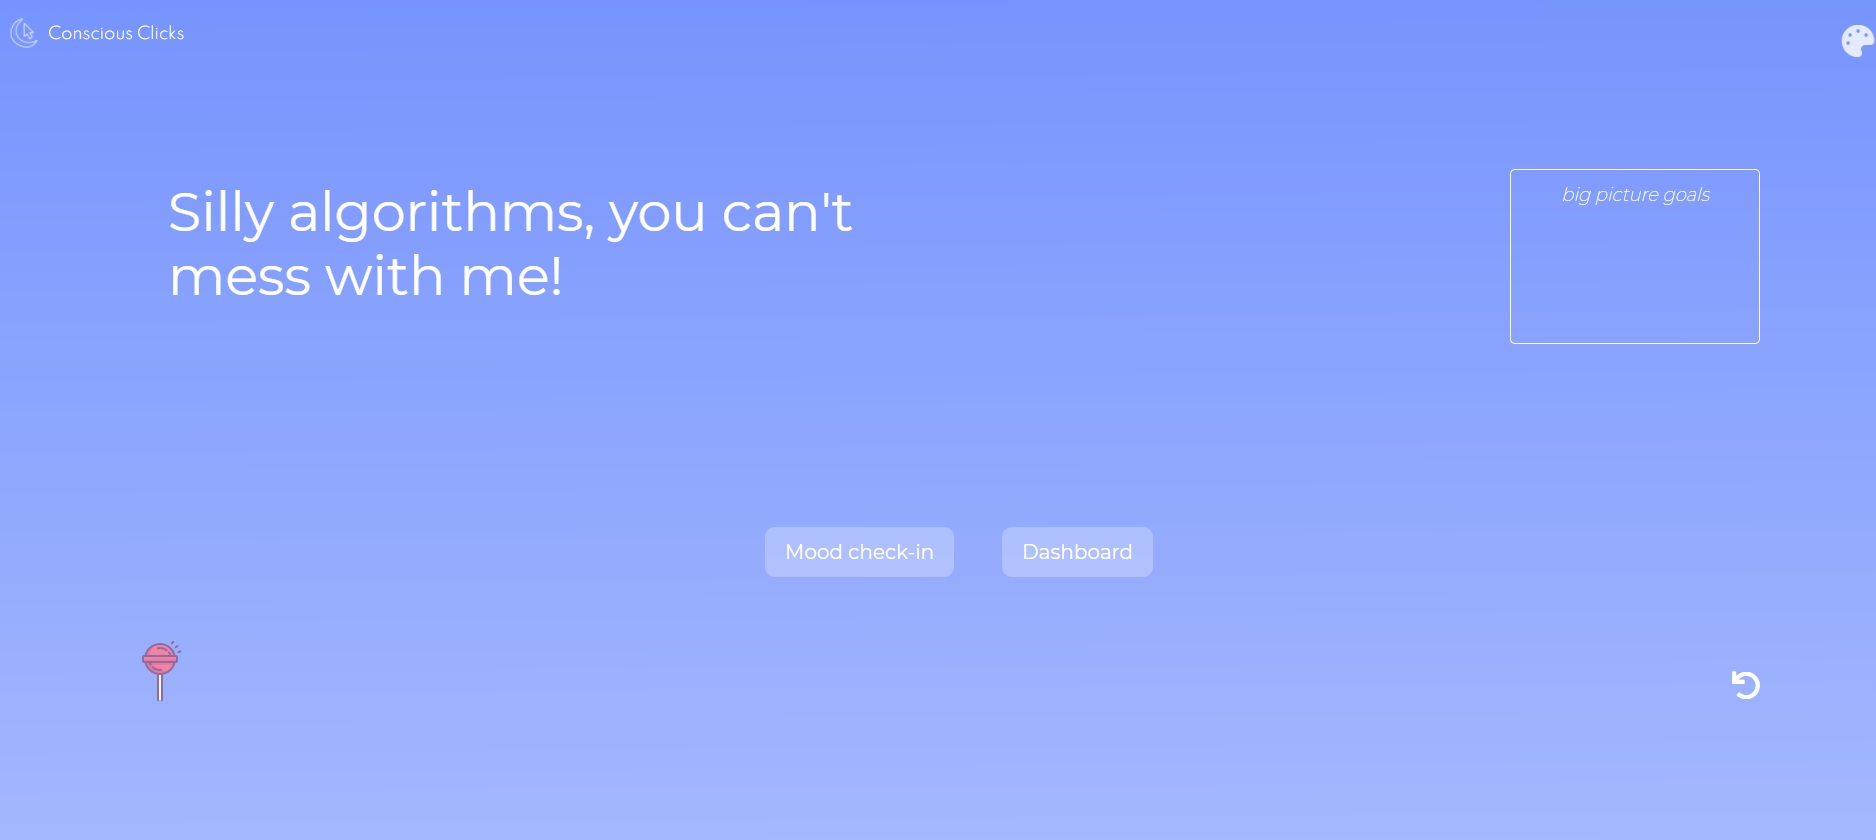 Conscious Clicks
Silly algorithms, you can't
mess with me!
big picture goals
Mood check-in
Dashboard